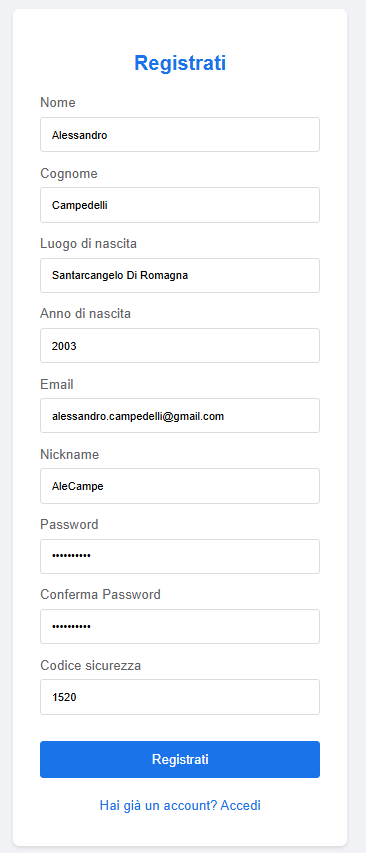 Registrati
Nome
Alessandro
Cognome
Campedelli
Luogo di nascita
Santarcangelo Di Romagna
Anno di nascita
2003
Email
alessandro.campedelli@gmail.com
Nickname
AleCampe
Password
••••••••••
Conferma Password
••••••••••
Codice sicurezza
1520
Registrati
Hai già un account? Accedi